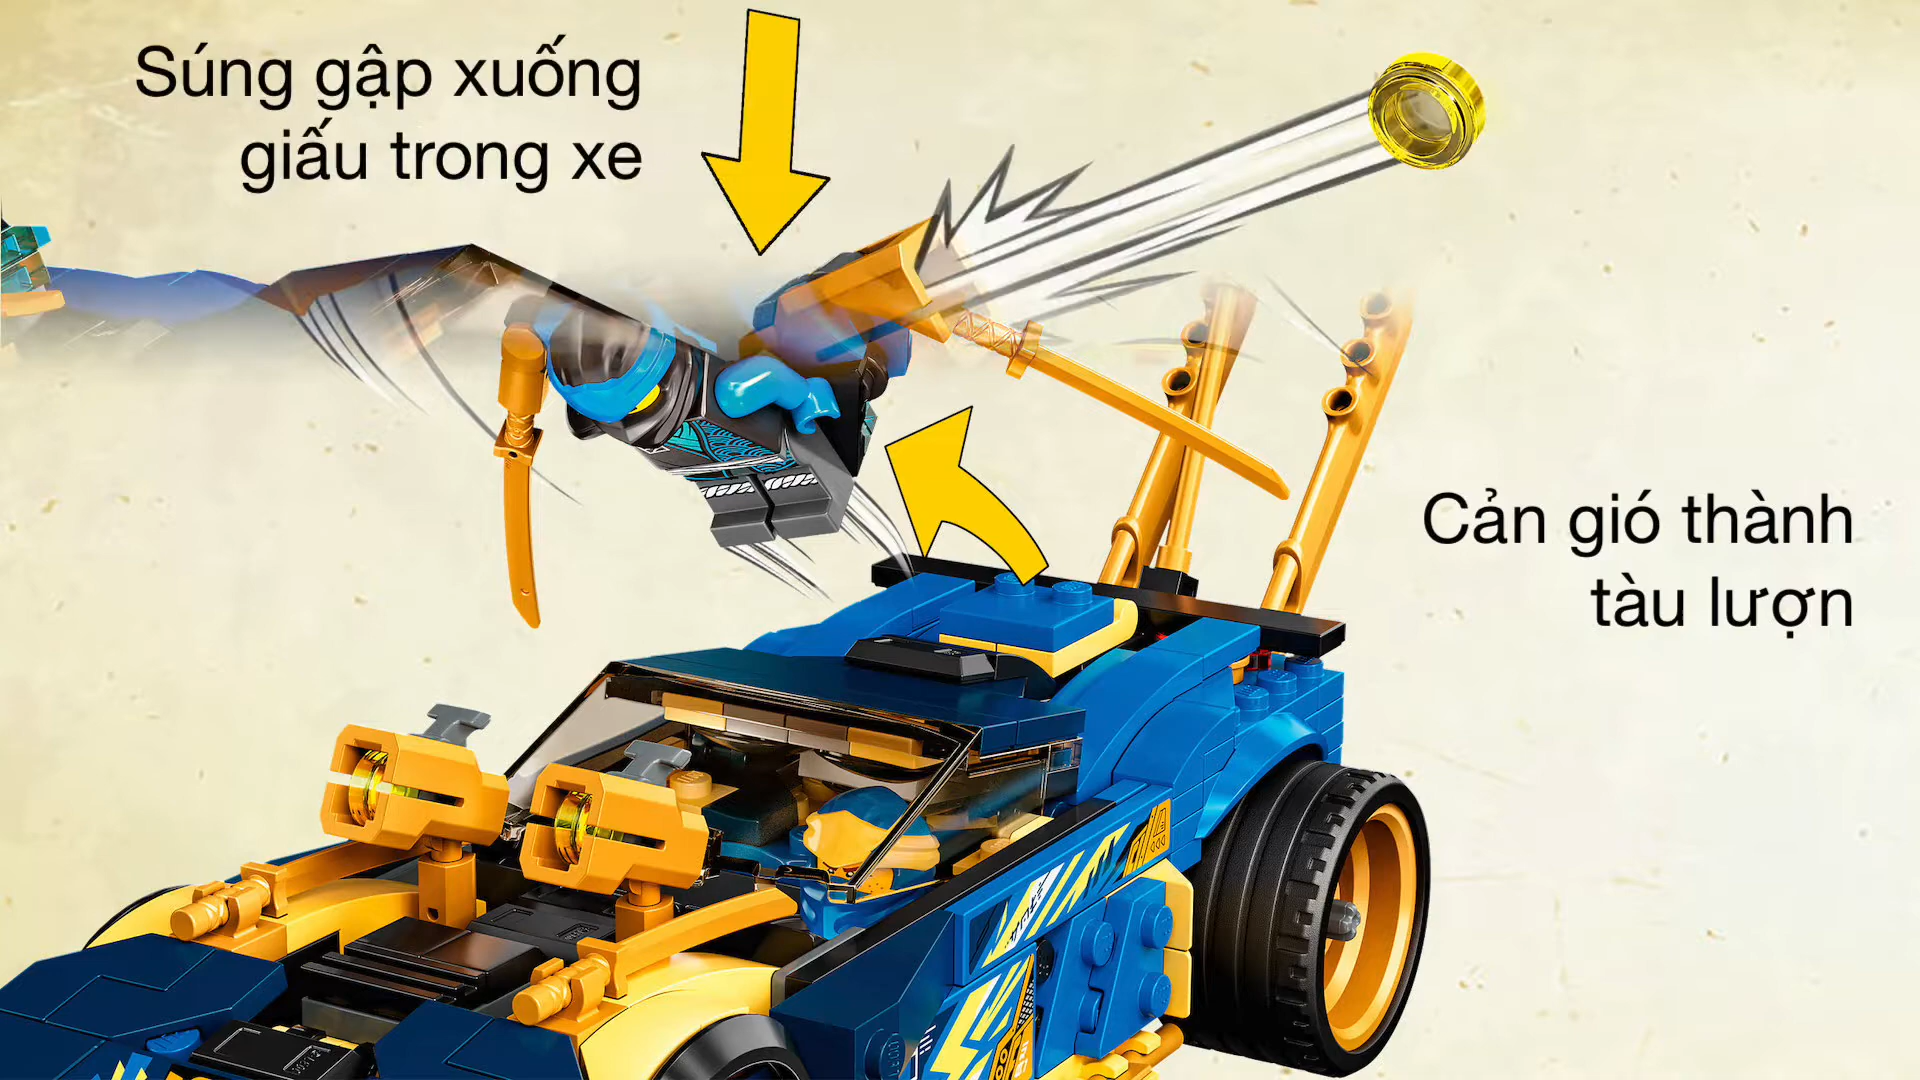 Súng gập xuống
giấu trong xe
Cản gió thành
tàu lượn